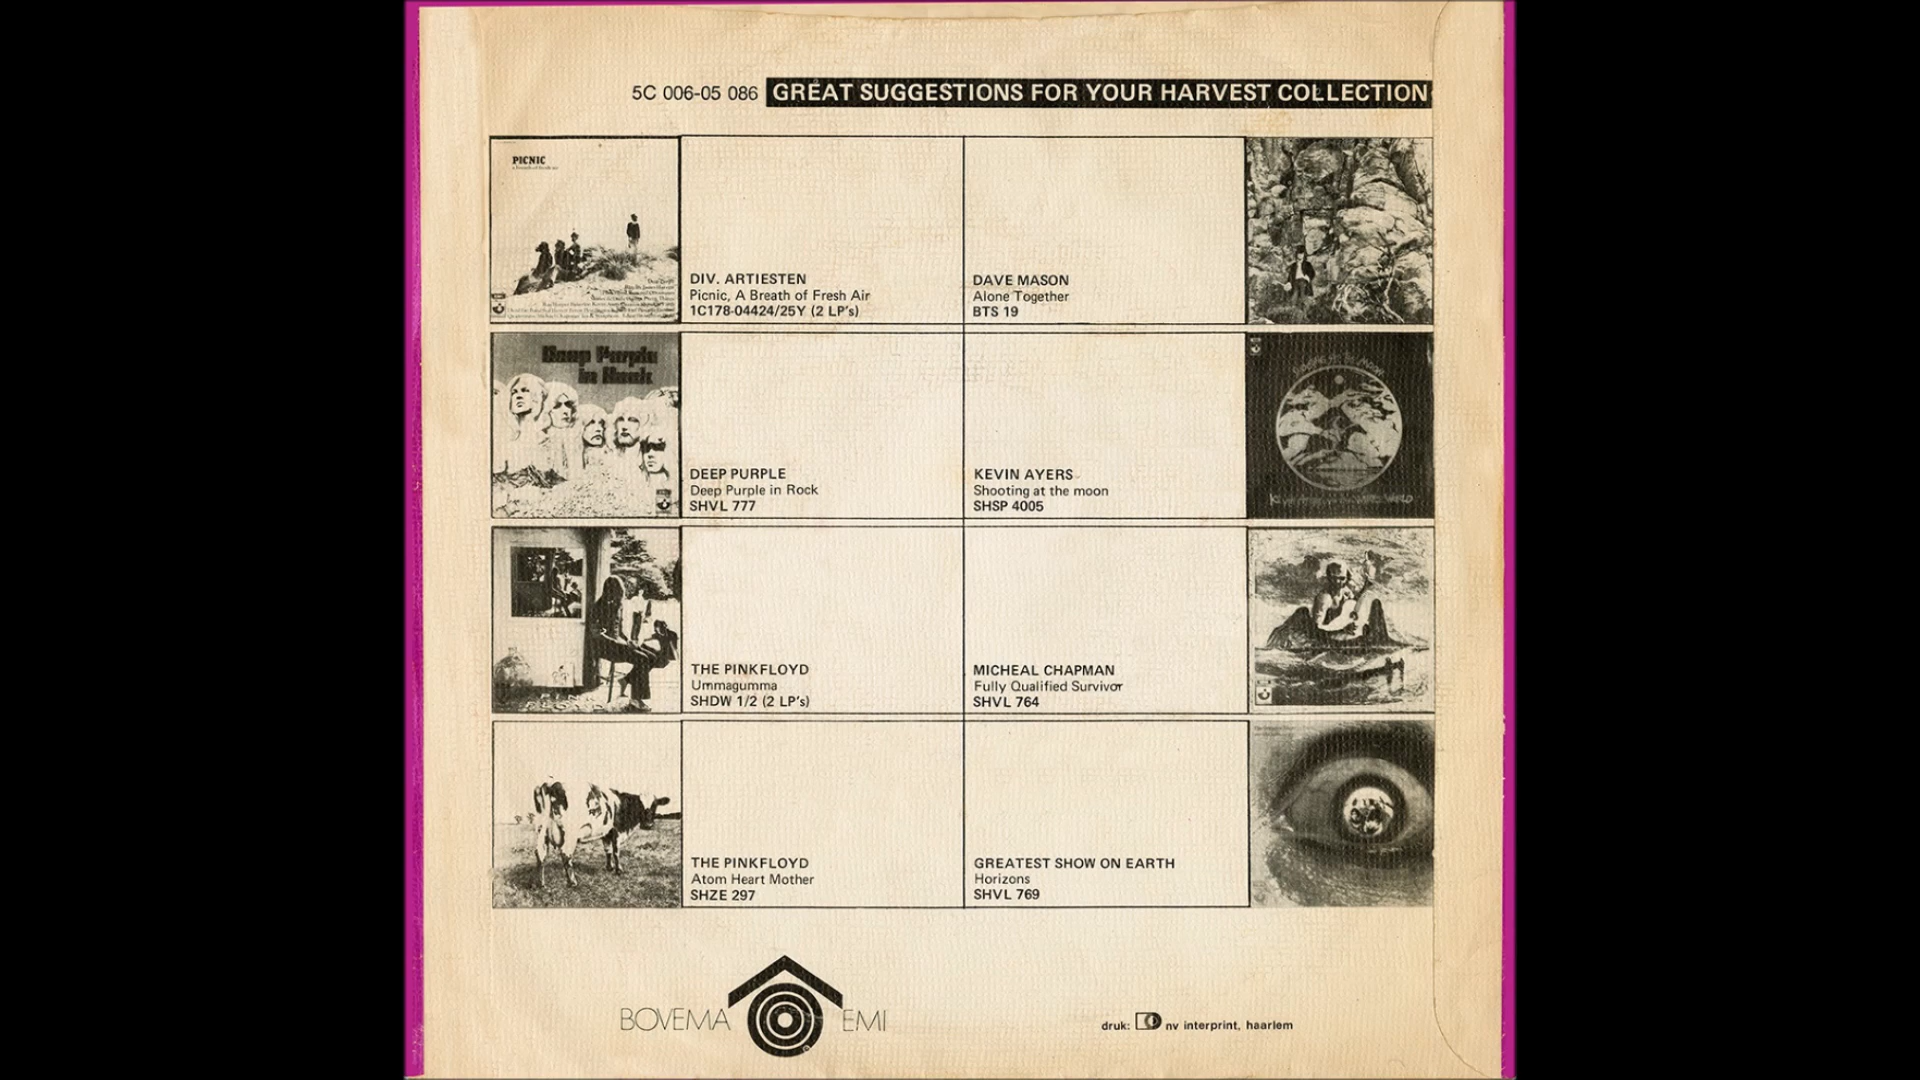 5C 006-05 086 GREAT SUGGESTIONS FOR YOUR HARVEST COLLECTION
PICNIC
DIV. ARTIESTEN
Picnic, A Breath of Fresh Air
1C178-04424/25Y (2 LP's)
DAVE MASON
Alone Together
BTS 19
Deep Purple
in Rock
DEEP PURPLE
Deep Purple in Rock
SHVL 777
KEVIN AYERS
Shooting at the moon
SHSP 4005
THE PINKFLOYD
Ummagumma
SHDW 1/2 (2 LP's)
MICHEAL CHAPMAN
Fully Qualified Survivor
SHVL 764
THE PINKFLOYD
Atom Heart Mother
SHZE 297
GREATEST SHOW ON EARTH
Horizons
SHVL 769
BOVEMA EMI
druk: nv interprint, haarlem